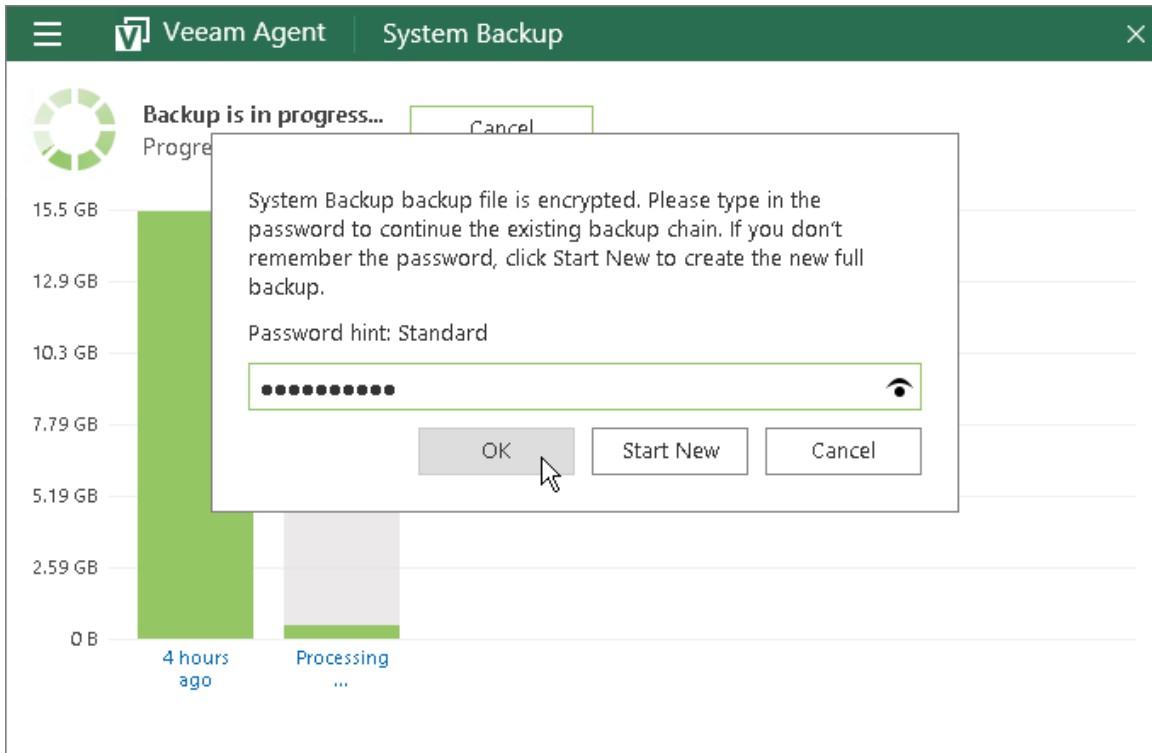 Veeam Agent System Backup
Backup is in progress...
Cancel
Progre
System Backup backup file is encrypted. Please type in the
password to continue the existing backup chain. If you don't
remember the password, click Start New to create the new full
backup.
Password hint: Standard
OK Start New Cancel
15.5 GB
12.9 GB
10.3 GB
7.79 GB
5.19 GB
2.59 GB
0 B
4 hours
ago
Processing
...